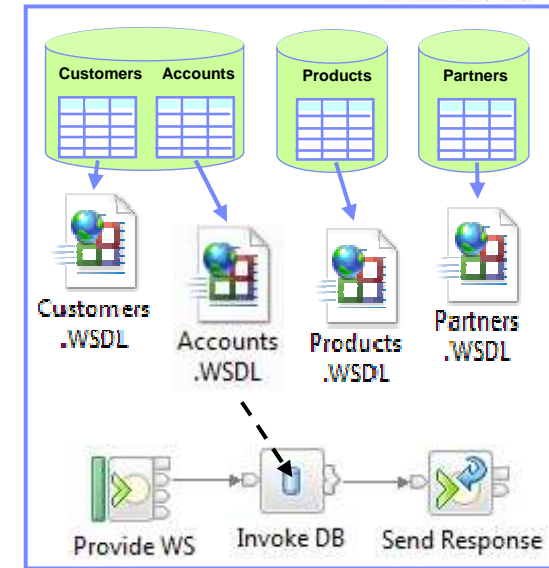 Customers Accounts Products Partners
Customers
.WSDL
Accounts
.WSDL
Products
.WSDL
Partners
.WSDL
Provide WS Invoke DB Send Response